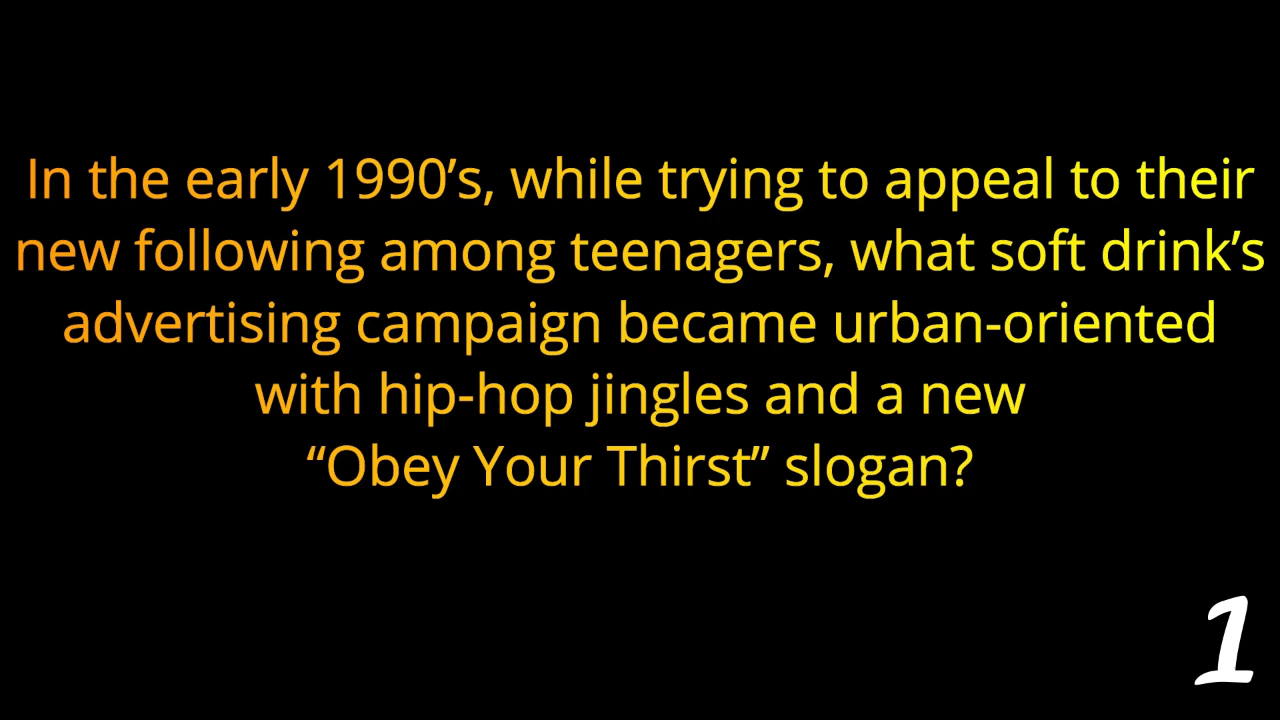 In the early 1990’s, while trying to appeal to their
new following among teenagers, what soft drink’s
advertising campaign became urban-oriented
with hip-hop jingles and a new
“Obey Your Thirst” slogan?
1